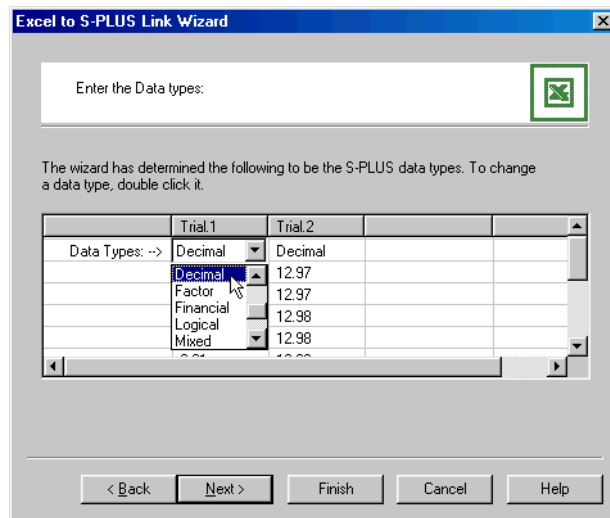 Excel to S-PLUS Link Wizard
Enter the Data types:
The wizard has determined the following to be the S-PLUS data types. To change
a data type, double click it.
Trial.1 Trial.2
Data Types: --> Decimal Decimal
Decimal 12.97
Factor 12.97
Financial 12.98
Logical 12.98
Mixed
< Back Next > Finish Cancel Help